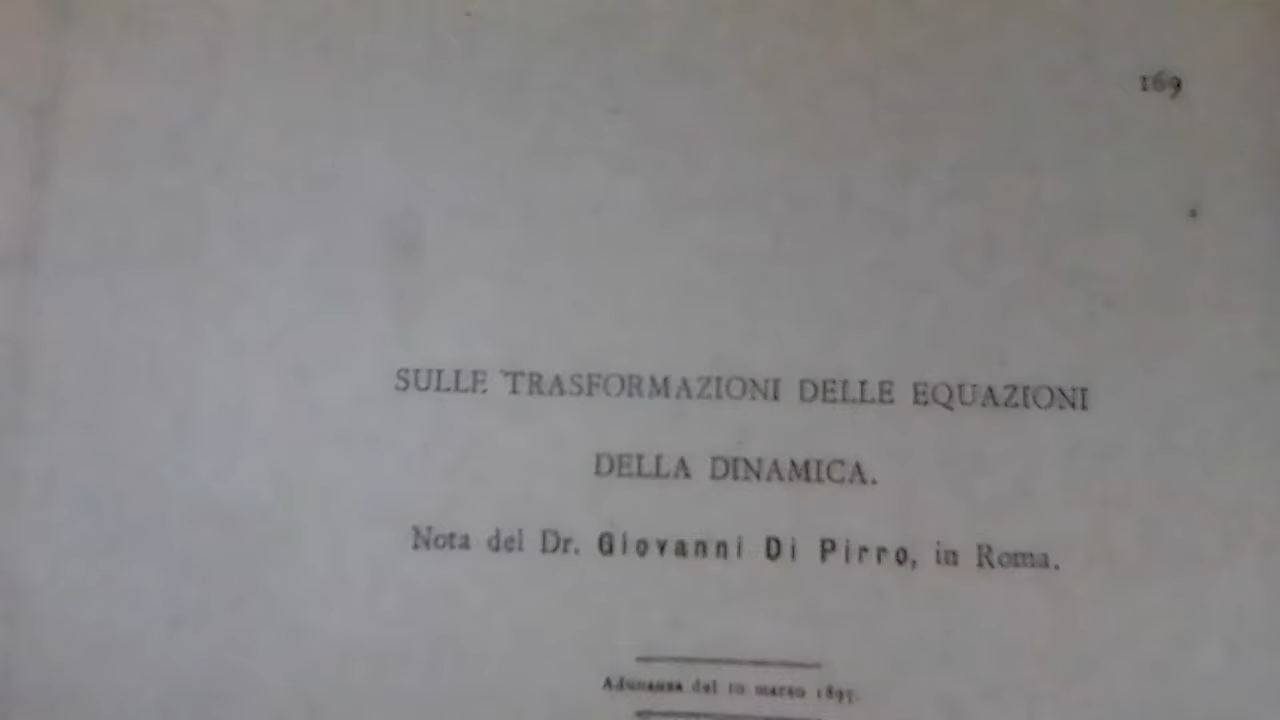 169
SULLE TRASFORMAZIONI DELLE EQUAZIONI
DELLA DINAMICA.
Nota del Dr. Giovanni Di Pirro, in Roma.
Adunanza del 10 marzo 1895.